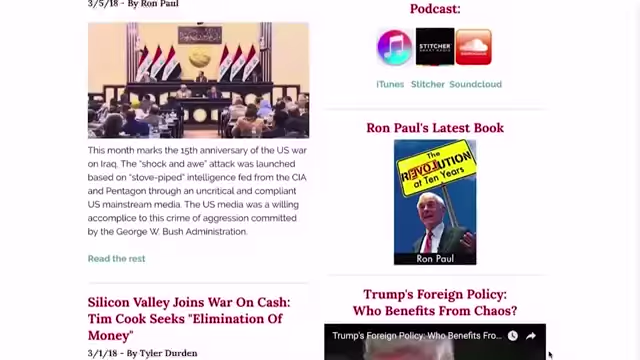 3/5/18 - By Ron Paul
This month marks the 15th anniversary of the US war
on Iraq. The "shock and awe" attack was launched
based on "stove-piped" intelligence fed from the CIA
and Pentagon through an uncritical and compliant
US mainstream media. The US media was a willing
accomplice to this crime of aggression committed
by the George W. Bush Administration.
Read the rest
Silicon Valley Joins War On Cash:
Tim Cook Seeks "Elimination Of
Money"
3/1/18 - By Tyler Durden
Podcast:
STITCHER
iTunes Stitcher Soundcloud
Ron Paul's Latest Book
The
REVOLUTION
at Ten Years
Ron Paul
Trump's Foreign Policy:
Who Benefits From Chaos?
Trump's Foreign Policy: Who Benefits Fro...